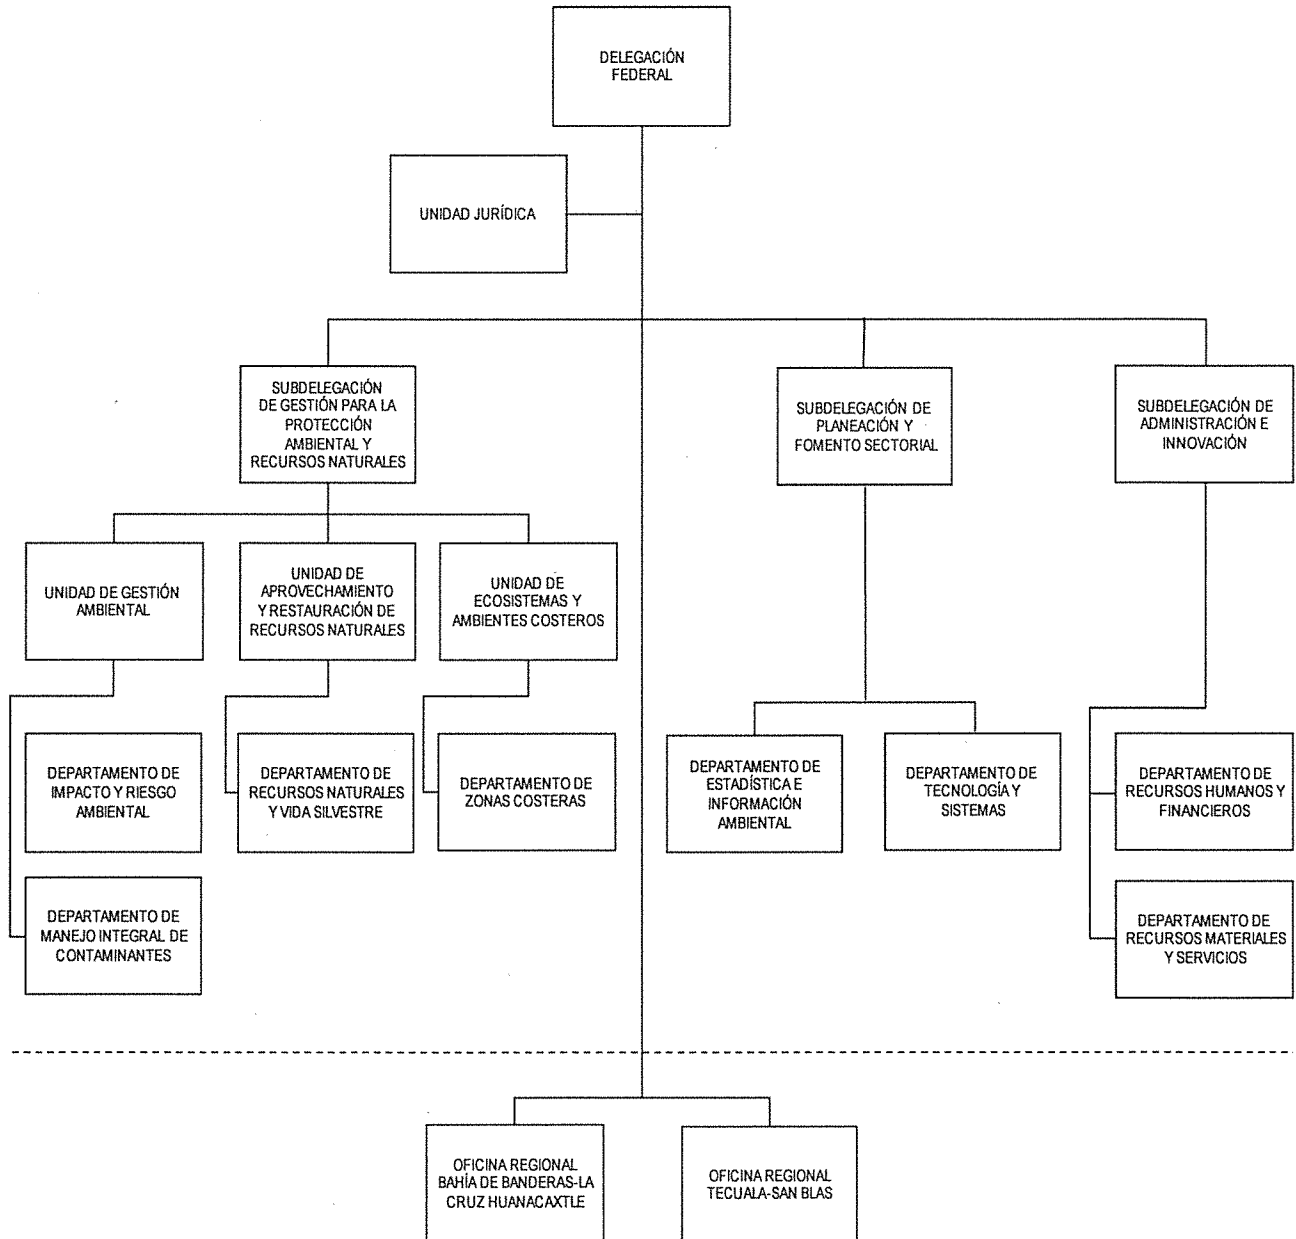 DELEGACIÓN
FEDERAL
UNIDAD JURÍDICA
SUBDELEGACIÓN
DE GESTIÓN PARA LA
PROTECCIÓN
AMBIENTAL Y
RECURSOS NATURALES
SUBDELEGACIÓN DE
PLANEACIÓN Y
FOMENTO SECTORIAL
SUBDELEGACIÓN DE
ADMINISTRACIÓN E
INNOVACIÓN
UNIDAD DE GESTIÓN
AMBIENTAL
UNIDAD DE
APROVECHAMIENTO
Y RESTAURACIÓN DE
RECURSOS NATURALES
UNIDAD DE
ECOSISTEMAS Y
AMBIENTES COSTEROS
DEPARTAMENTO DE
IMPACTO Y RIESGO
AMBIENTAL
DEPARTAMENTO DE
RECURSOS NATURALES
Y VIDA SILVESTRE
DEPARTAMENTO DE
ZONAS COSTERAS
DEPARTAMENTO DE
ESTADÍSTICA E
INFORMACIÓN
AMBIENTAL
DEPARTAMENTO DE
TECNOLOGÍA Y
SISTEMAS
DEPARTAMENTO DE
RECURSOS HUMANOS Y
FINANCIEROS
DEPARTAMENTO DE
MANEJO INTEGRAL DE
CONTAMINANTES
DEPARTAMENTO DE
RECURSOS MATERIALES
Y SERVICIOS
OFICINA REGIONAL
BAHÍA DE BANDERAS-LA
CRUZ HUANACAXTLE
OFICINA REGIONAL
TECUALA-SAN BLAS